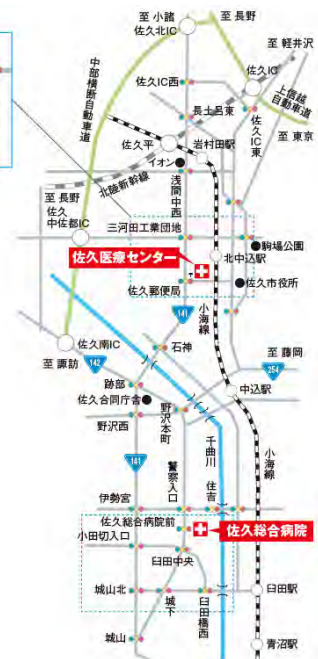 至 小諸
至 長野
佐久北IC
至 軽井沢
中部横断自動車道
佐久IC西
佐久IC
上信越
自動車道
長土呂東
佐久IC東
佐久平
岩村田駅
至 東京
イオン
北陸新幹線
浅間中西
至 長野
佐久
中佐都IC
三河田工業団地
駒場公園
佐久医療センター
北中込駅
佐久郵便局
佐久市役所
141
小海線
佐久南IC
石神
至 藤岡
142
254
至 諏訪
跡部
中込駅
佐久合同庁舎
野沢西
野沢本町
千曲川
小海線
141
警察入口
住吉
伊勢宮
佐久総合病院前
佐久総合病院
小田切入口
臼田中央
城山北
城下
臼田橋西
臼田駅
城山
青沼駅